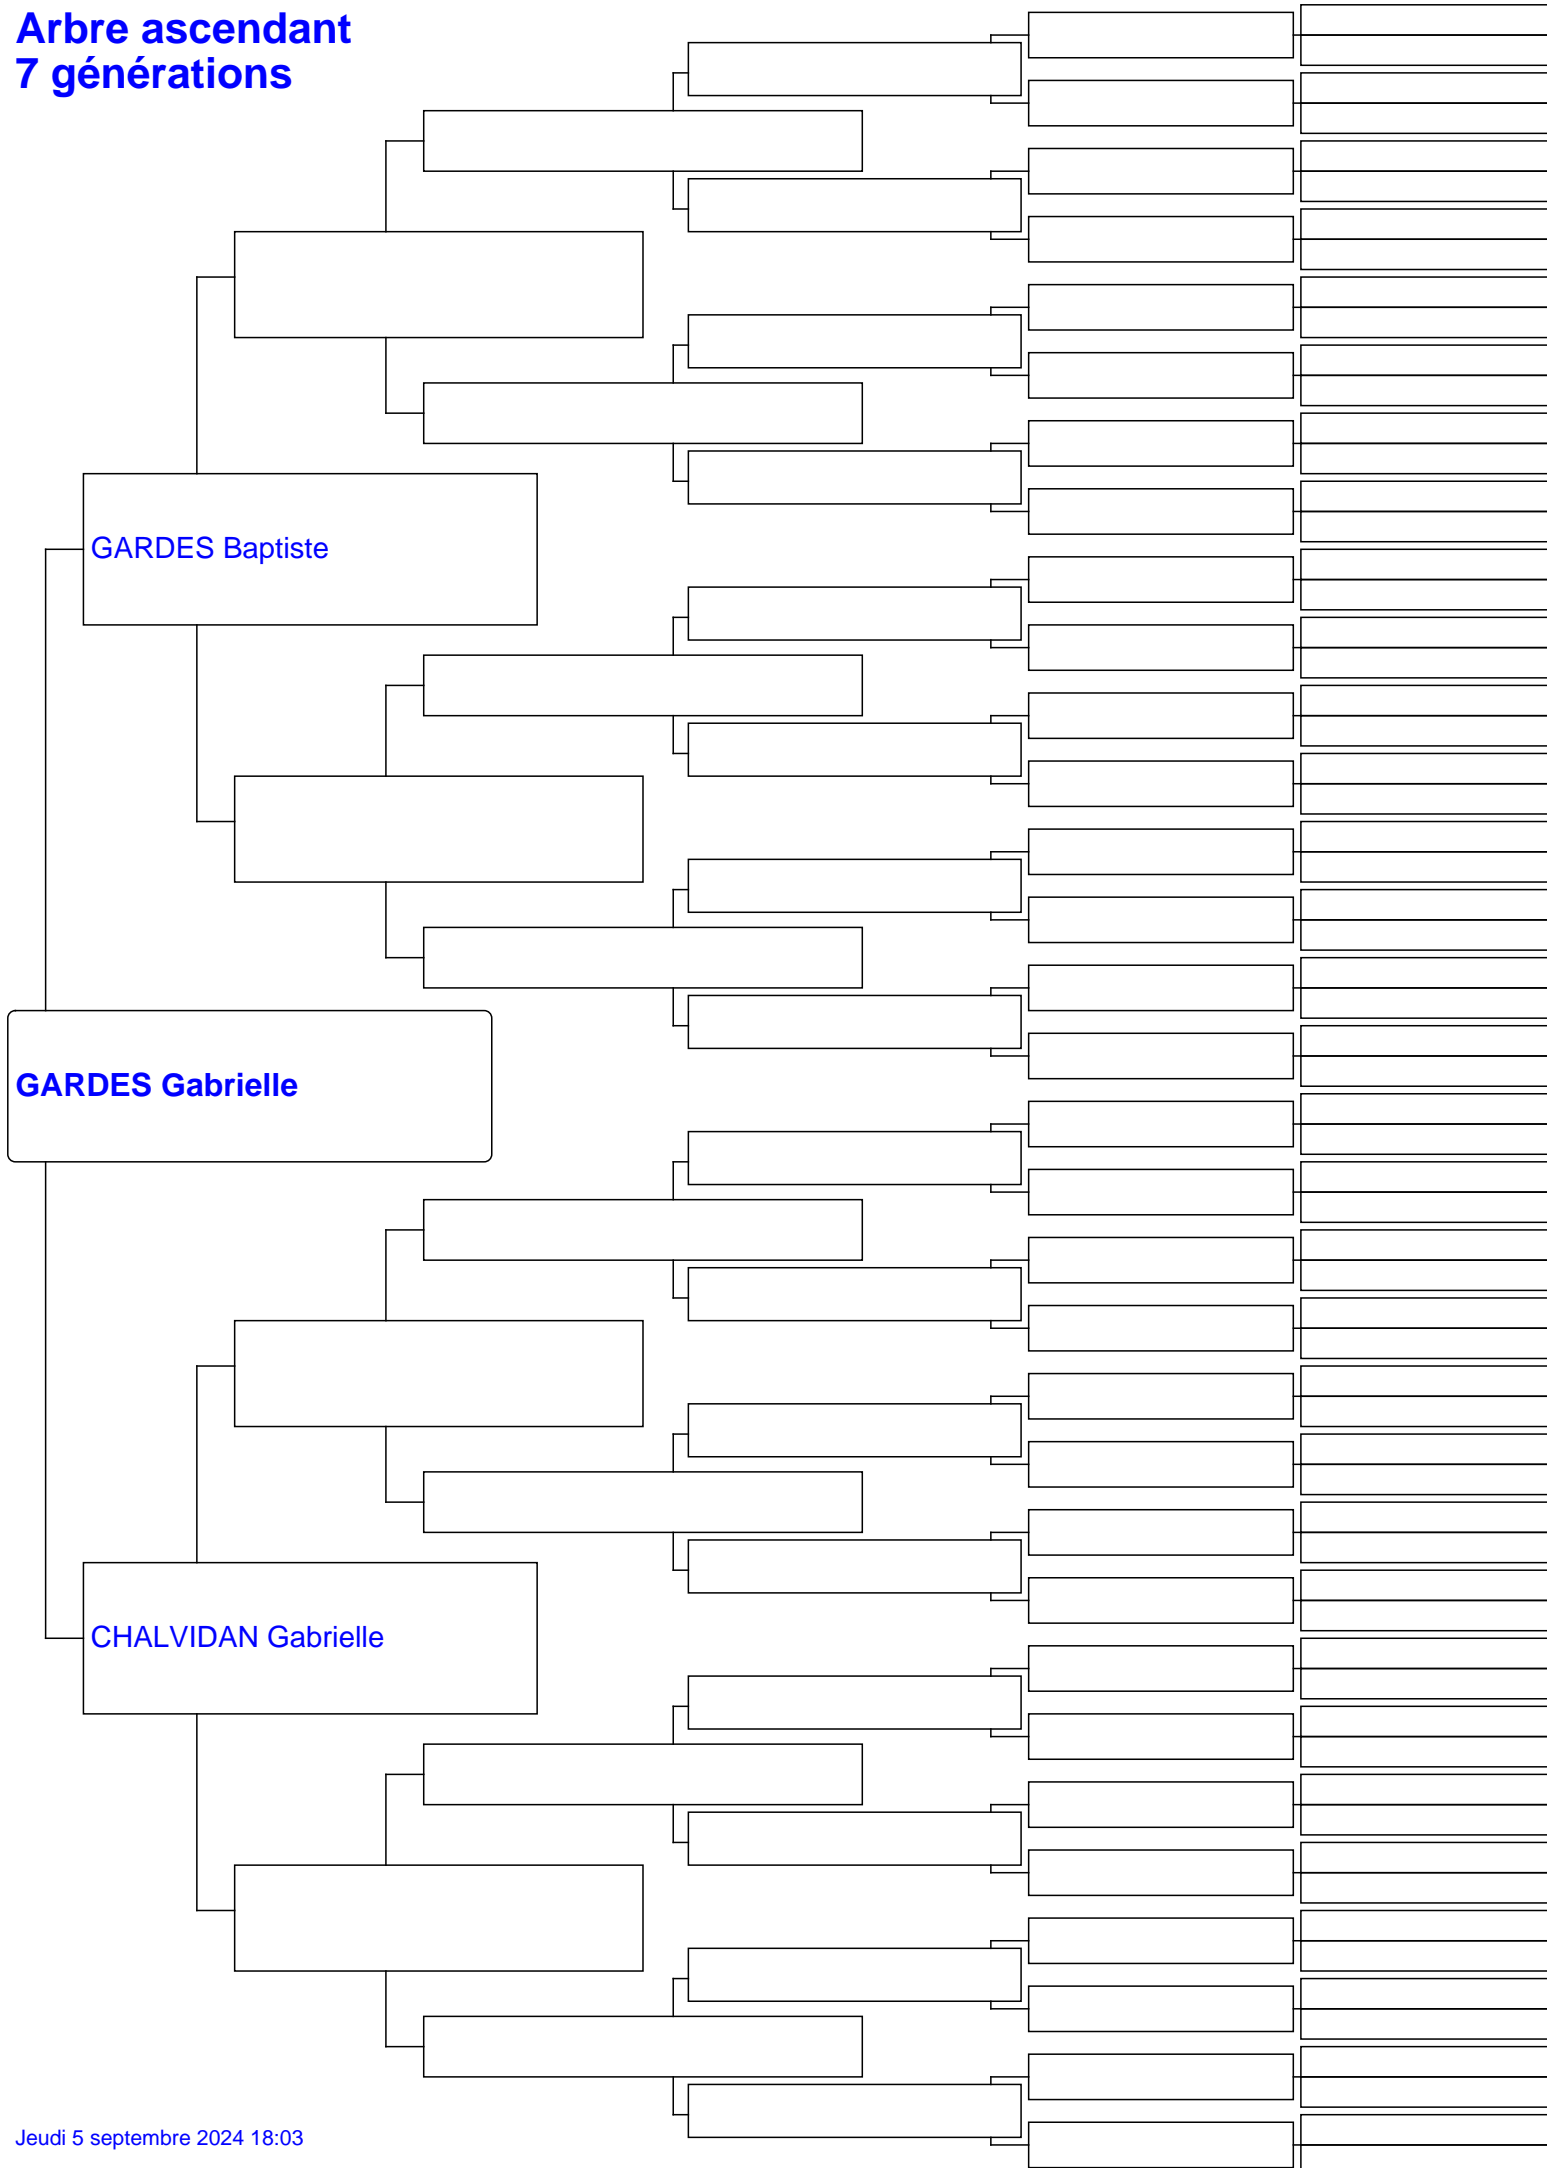 Arbre ascendant
7 générations
GARDES Baptiste
GARDES Gabrielle
CHALVIDAN Gabrielle
Jeudi 5 septembre 2024 18:03